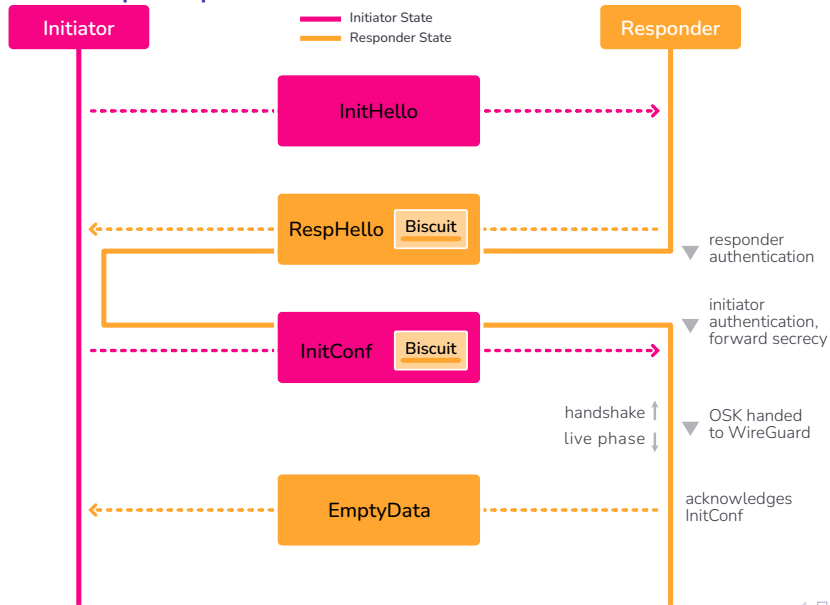 Initiator State
Responder State
Initiator
Responder
InitHello
RespHello
Biscuit
responder
authentication
initiator
authentication,
forward secrecy
InitConf
Biscuit
handshake
live phase
OSK handed
to WireGuard
EmptyData
acknowledges
InitConf